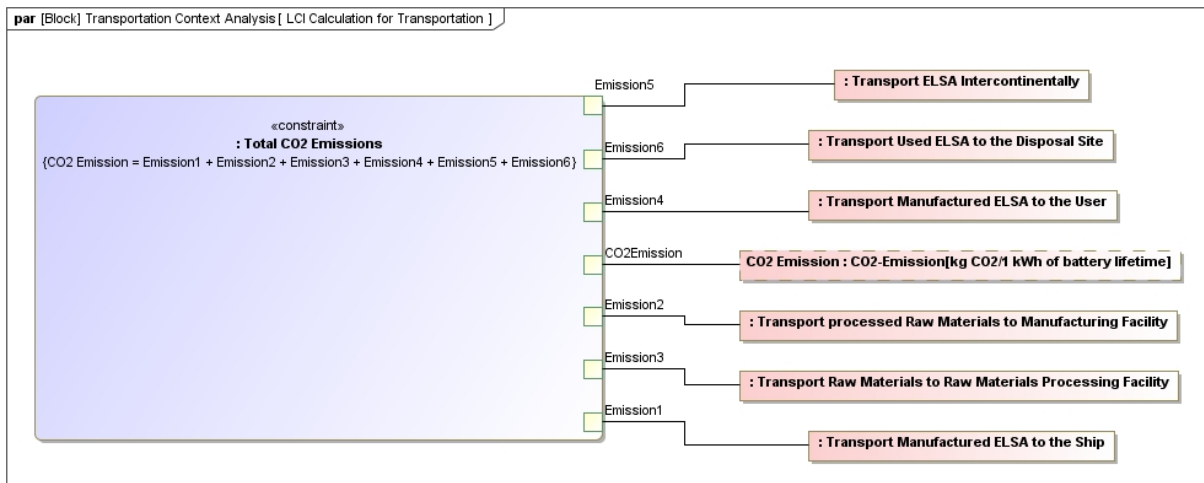 par [Block] Transportation Context Analysis [ LCI Calculation for Transportation ]
Emission5
: Transport ELSA Intercontinentally
«constraint»
: Total CO2 Emissions
{CO2 Emission = Emission1 + Emission2 + Emission3 + Emission4 + Emission5 + Emission6}
Emission6
: Transport Used ELSA to the Disposal Site
Emission4
: Transport Manufactured ELSA to the User
CO2Emission
CO2 Emission : CO2-Emission[kg CO2/1 kWh of battery lifetime]
Emission2
: Transport processed Raw Materials to Manufacturing Facility
Emission3
: Transport Raw Materials to Raw Materials Processing Facility
Emission1
: Transport Manufactured ELSA to the Ship